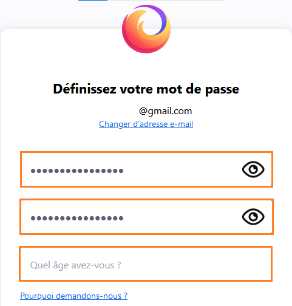 Définissez votre mot de passe
@gmail.com
Changer d'adresse e-mail
••••••••••••••••
••••••••••••••••
Quel âge avez-vous ?
Pourquoi demandons-nous ?